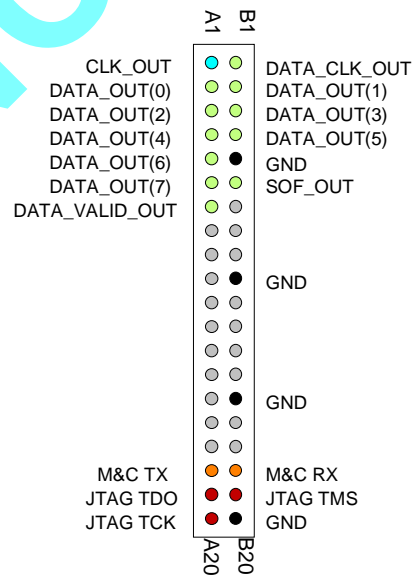 A1 B1
CLK_OUT DATA_CLK_OUT
DATA_OUT(0) DATA_OUT(1)
DATA_OUT(2) DATA_OUT(3)
DATA_OUT(4) DATA_OUT(5)
DATA_OUT(6) GND
DATA_OUT(7) SOF_OUT
DATA_VALID_OUT
GND
GND
M&C TX M&C RX
JTAG TDO JTAG TMS
JTAG TCK GND
A20 B20